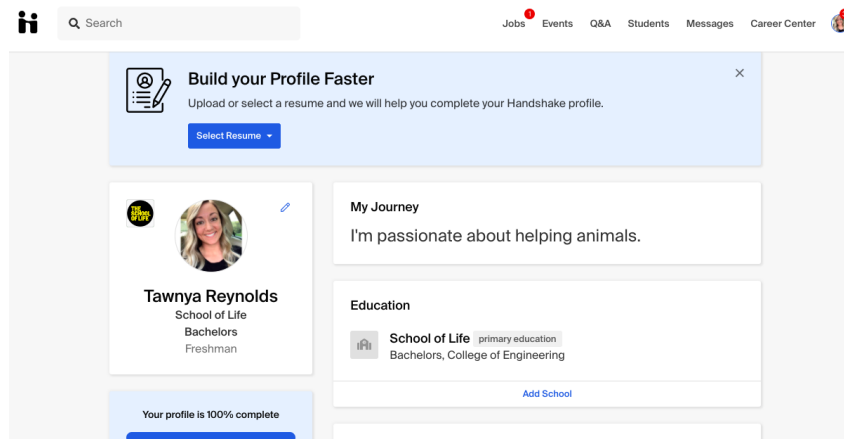 Search
Jobs
1
Events
Q&A
Students
Messages
Career Center
Build your Profile Faster
Upload or select a resume and we will help you complete your Handshake profile.
Select Resume
THE
SCHOOL
OF LIFE
Tawnya Reynolds
School of Life
Bachelors
Freshman
Your profile is 100% complete
My Journey
I'm passionate about helping animals.
Education
School of Life primary education
Bachelors, College of Engineering
Add School